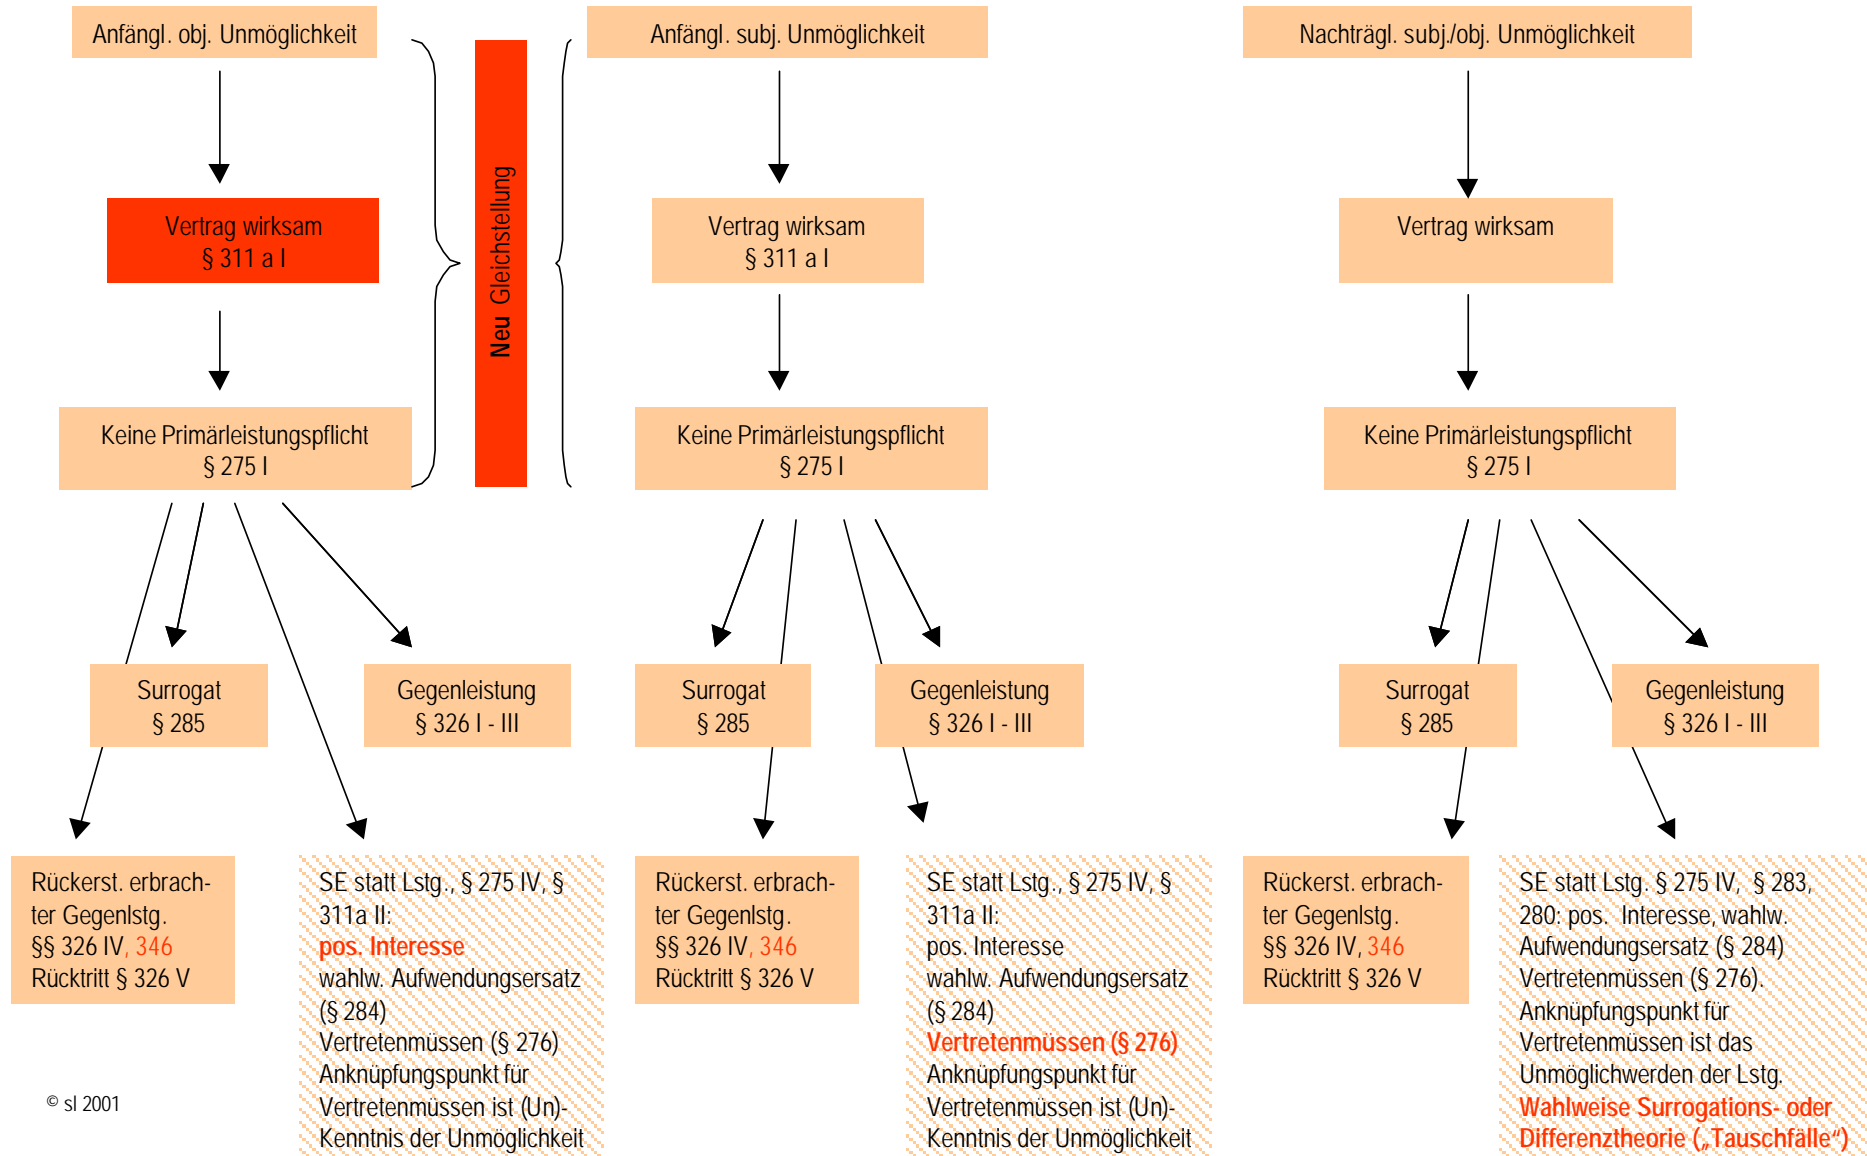 Anfängl. obj. Unmöglichkeit
Anfängl. subj. Unmöglichkeit
Nachträgl. subj./obj. Unmöglichkeit
Neu Gleichstellung
Vertrag wirksam
§ 311 a I
Vertrag wirksam
§ 311 a I
Vertrag wirksam
Keine Primärleistungspflicht
§ 275 I
Keine Primärleistungspflicht
§ 275 I
Keine Primärleistungspflicht
§ 275 I
Surrogat
§ 285
Gegenleistung
§ 326 I - III
Surrogat
§ 285
Gegenleistung
§ 326 I - III
Surrogat
§ 285
Gegenleistung
§ 326 I - III
Rückerst. erbrach-
ter Gegenlstg.
§§ 326 IV, 346
Rücktritt § 326 V
SE statt Lstg., § 275 IV, §
311a II:
pos. Interesse
wahlw. Aufwendungsersatz
(§ 284)
Vertretenmüssen (§ 276)
Anknüpfungspunkt für
Vertretenmüssen ist (Un)-
Kenntnis der Unmöglichkeit
Rückerst. erbrach-
ter Gegenlstg.
§§ 326 IV, 346
Rücktritt § 326 V
SE statt Lstg., § 275 IV, §
311a II:
pos. Interesse
wahlw. Aufwendungsersatz
(§ 284)
Vertretenmüssen (§ 276)
Anknüpfungspunkt für
Vertretenmüssen ist (Un)-
Kenntnis der Unmöglichkeit
Rückerst. erbrach-
ter Gegenlstg.
§§ 326 IV, 346
Rücktritt § 326 V
SE statt Lstg. § 275 IV, § 283,
280: pos. Interesse, wahlw.
Aufwendungsersatz (§ 284)
Vertretenmüssen (§ 276).
Anknüpfungspunkt für
Vertretenmüssen ist das
Unmöglichwerden der Lstg.
Wahlweise Surrogations- oder
Differenztheorie („Tauschfälle“)
© sl 2001